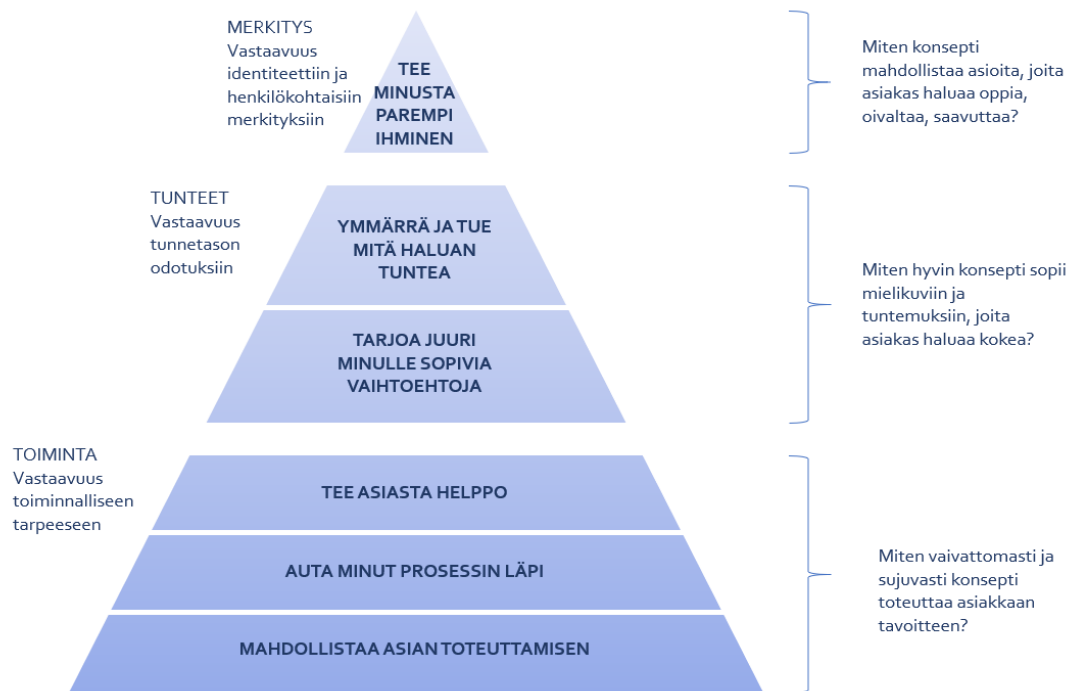 MERKITYS
Vastaavuus
identiteettiin ja
henkilökohtaisiin
merkityksiin
TEE
MINUSTA
PAREMPI
IHMINEN
Miten konsepti
mahdollistaa asioita, joita
asiakas haluaa oppia,
oivaltaa, saavuttaa?
TUNTEET
Vastaavuus
tunnetason
odotuksiin
YMMÄRRÄ JA TUE
MITÄ HALUAN
TUNTEA
TARJOA JUURI
MINULLE SOPIVIA
VAIHTOEHTOJA
Miten hyvin konsepti sopii
mielikuviin ja
tuntemuksiin, joita
asiakas haluaa kokea?
TOIMINTA
Vastaavuus
toiminnalliseen
tarpeeseen
TEE ASIASTA HELPPO
AUTA MINUT PROSESSIN LÄPI
MAHDOLLISTAA ASIAN TOTEUTTAMISEN
Miten vaivattomasti ja
sujuvasti konsepti
toteuttaa asiakkaan
tavoitteen?